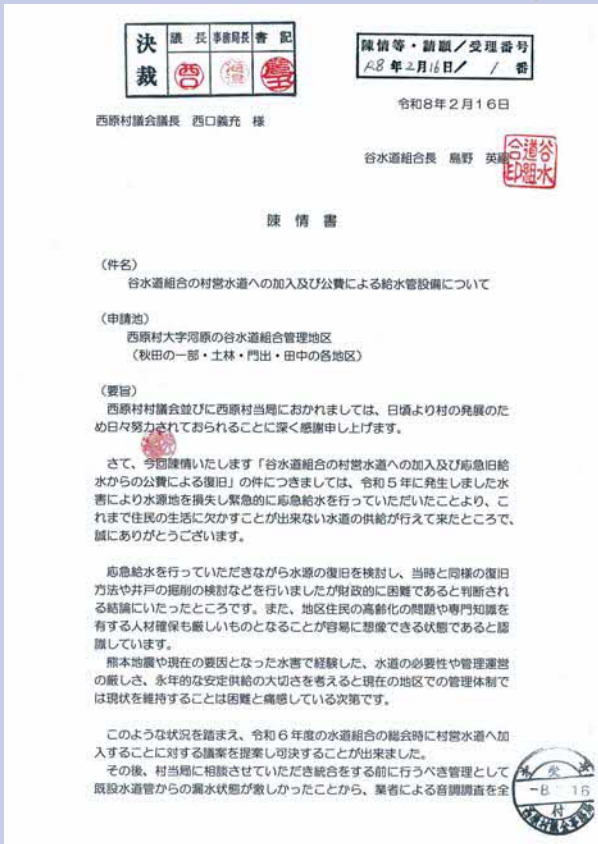 決裁
議長 事務局長 書記
陳情等・請願／受理番号
R8年2月16日／ 1 番
令和8年2月16日
西原村議会議長　西口義充　様
谷水道組合長　島野　英
谷水道組合印
陳　情　書
（件名）
谷水道組合の村営水道への加入及び公費による給水管設備について
（申請池）
西原村大字河原の谷水道組合管理地区
（秋田の一部・土林・門出・田中の各地区）
（要旨）
西原村村議会並びに西原村当局におかれましては、日頃より村の発展のた
め日々努力されておられることに深く感謝申し上げます。
さて、今回陳情いたします「谷水道組合の村営水道への加入及び応急旧給
水からの公費による復旧」の件につきましては、令和５年に発生しました水
害により水源地を損失し緊急的に応急給水を行っていただいたことより、こ
れまで住民の生活に欠かすことが出来ない水道の供給が行えて来たところで、
誠にありがとうございます。
応急給水を行っていただきながら水源の復旧を検討し、当時と同様の復旧
方法や井戸の掘削の検討などを行いましたが財政的に困難であると判断され
る結論にいたったところです。また、地区住民の高齢化の問題や専門知識を
有する人材確保も厳しいものとなることが容易に想像できる状態であると認
識しています。
熊本地震や現在の要因となった水害で経験した、水道の必要性や管理運営
の厳しさ、永年的な安定供給の大切さを考えると現在の地区での管理体制で
は現状を維持することは困難と痛感している次第です。
このような状況を踏まえ、令和６年度の水道組合の総会時に村営水道へ加
入することに対する議案を提案し可決することが出来ました。
その後、村当局に相談させていただき統合をする前に行うべき管理として
既設水道管からの漏水状態が激しかったことから、業者による音調調査を全
-8. 2.16
西原村議会事務局